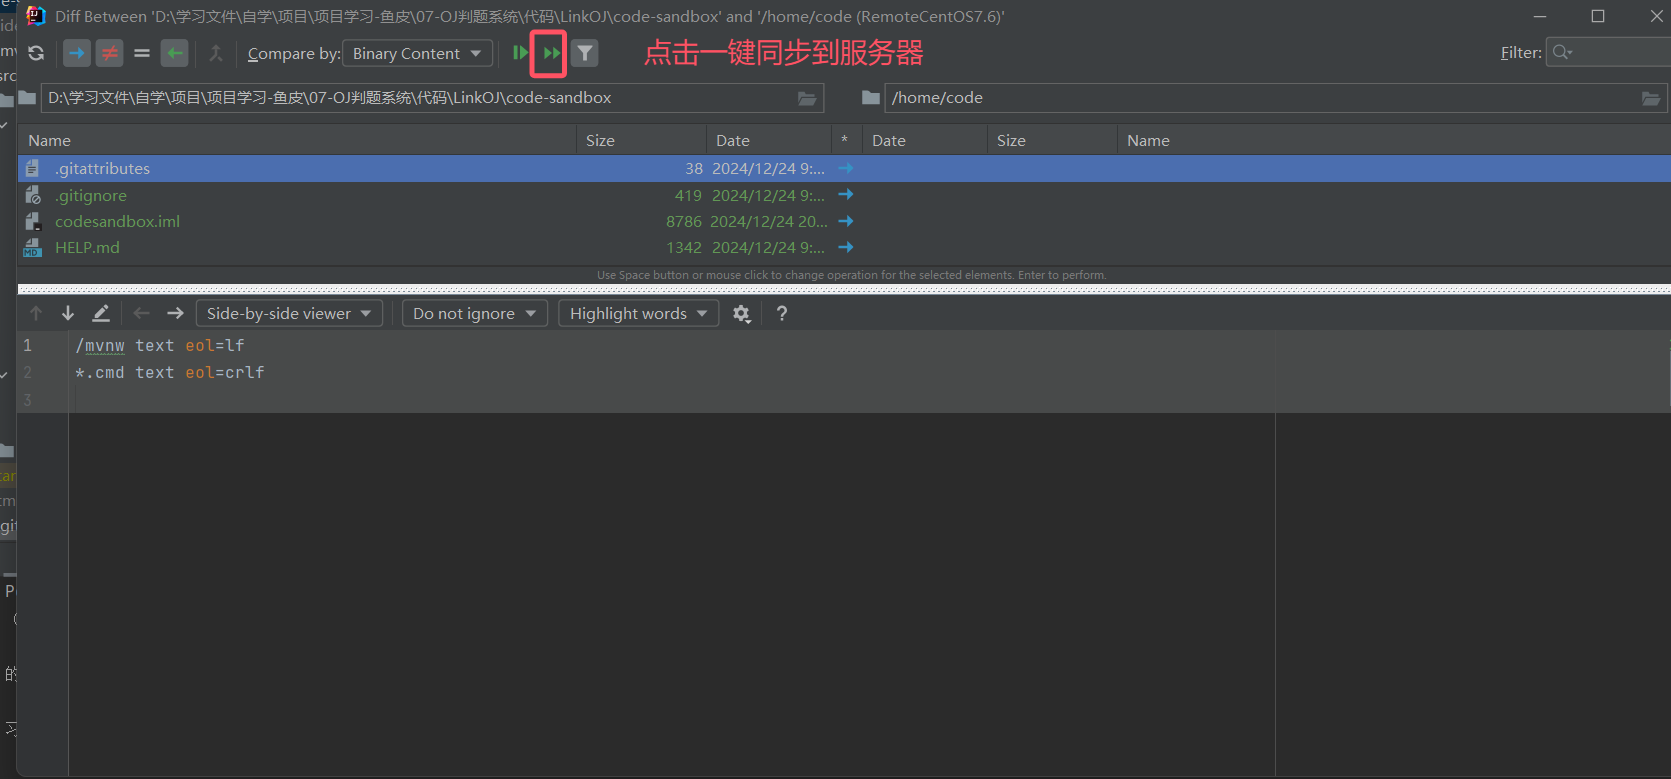 Diff Between 'D:\学习文件\自学\项目\项目学习-鱼皮\07-OJ判题系统\代码\LinkOJ\code-sandbox' and '/home/code (RemoteCentOS7.6)'
Compare by: Binary Content 点击一键同步到服务器 Filter:
D:\学习文件\自学\项目\项目学习-鱼皮\07-OJ判题系统\代码\LinkOJ\code-sandbox /home/code
Name Size Date * Date Size Name
.gitattributes 38 2024/12/24 9:...
.gitignore 419 2024/12/24 9:...
codesandbox.iml 8786 2024/12/24 20...
HELP.md 1342 2024/12/24 9:...
Use Space button or mouse click to change operation for the selected elements. Enter to perform.
Side-by-side viewer Do not ignore Highlight words ?
1 /mvnw text eol=lf
2 *.cmd text eol=crlf
3